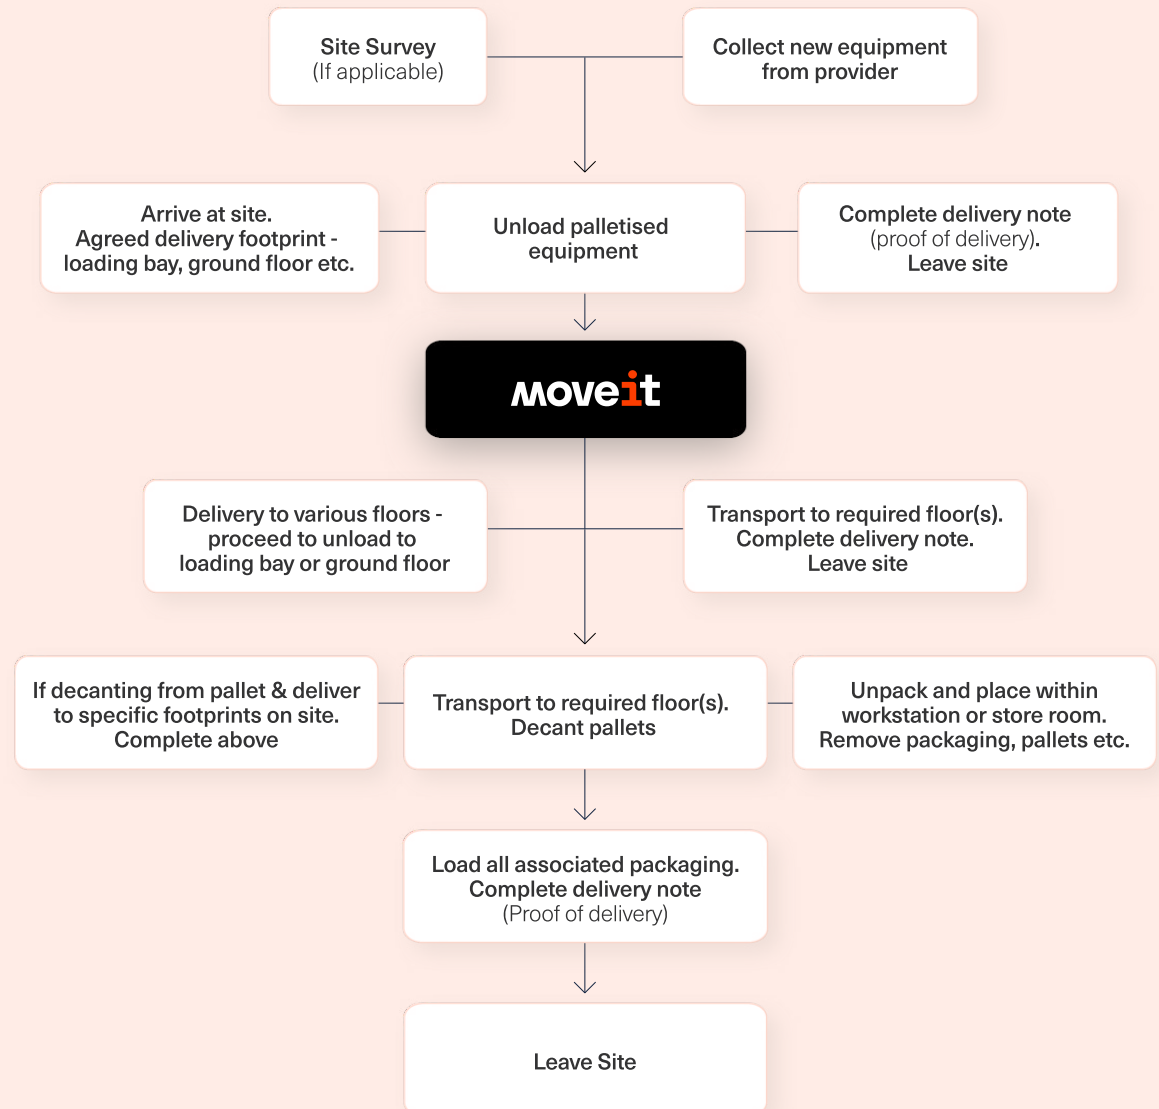 Site Survey
(If applicable)
Collect new equipment
from provider
Arrive at site.
Agreed delivery footprint -
loading bay, ground floor etc.
Unload palletised
equipment
Complete delivery note
(proof of delivery).
Leave site
moveit
Delivery to various floors -
proceed to unload to
loading bay or ground floor
Transport to required floor(s).
Complete delivery note.
Leave site
If decanting from pallet & deliver
to specific footprints on site.
Complete above
Transport to required floor(s).
Decant pallets
Unpack and place within
workstation or store room.
Remove packaging, pallets etc.
Load all associated packaging.
Complete delivery note
(Proof of delivery)
Leave Site